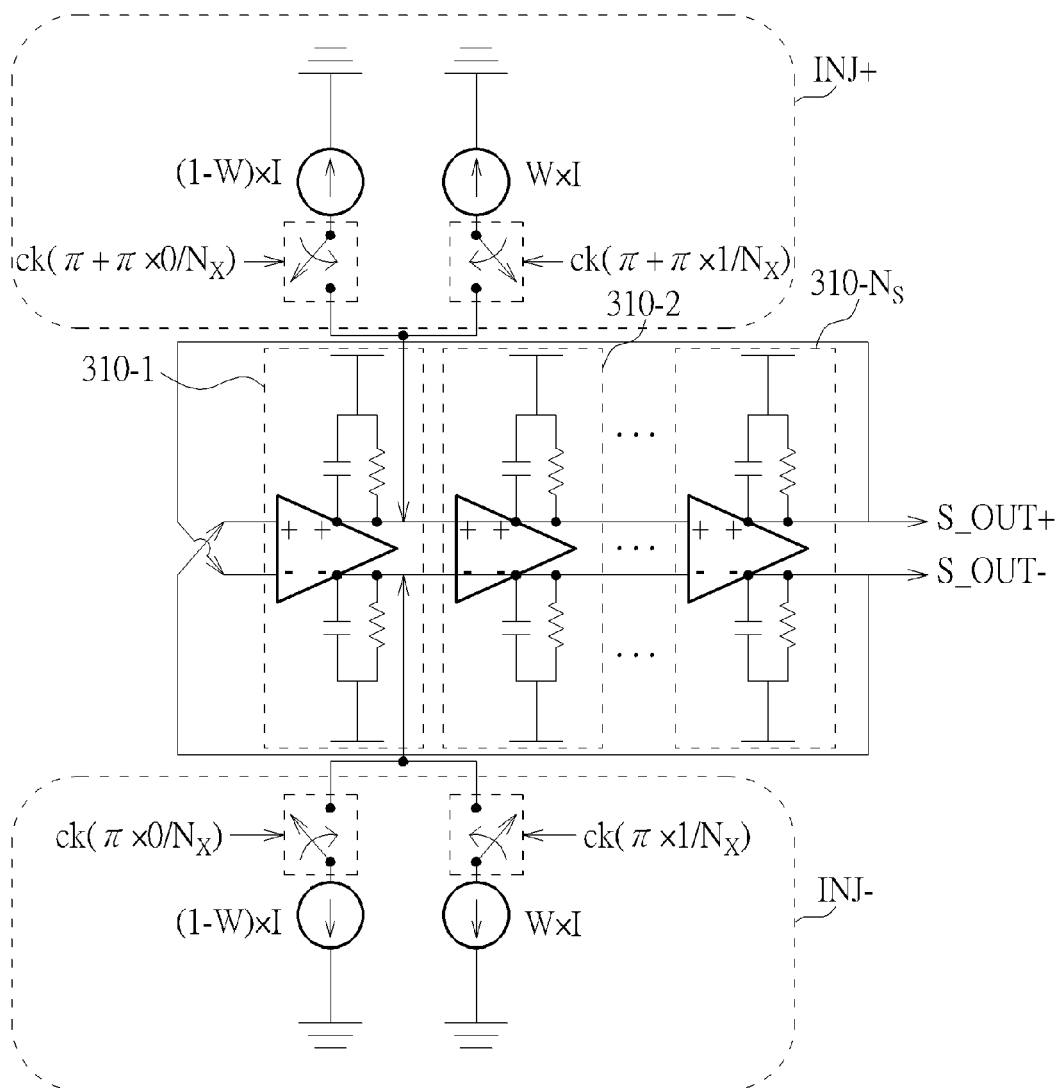 INJ+
(1-W)×I
W×I
ck(π+π×0/N_X)
ck(π+π×1/N_X)
310-2
310-N_S
310-1
...
+ +
+ +
+ +
S_OUT+
...
- -
- -
- -
S_OUT-
...
ck(π×0/N_X)
ck(π×1/N_X)
INJ-
(1-W)×I
W×I